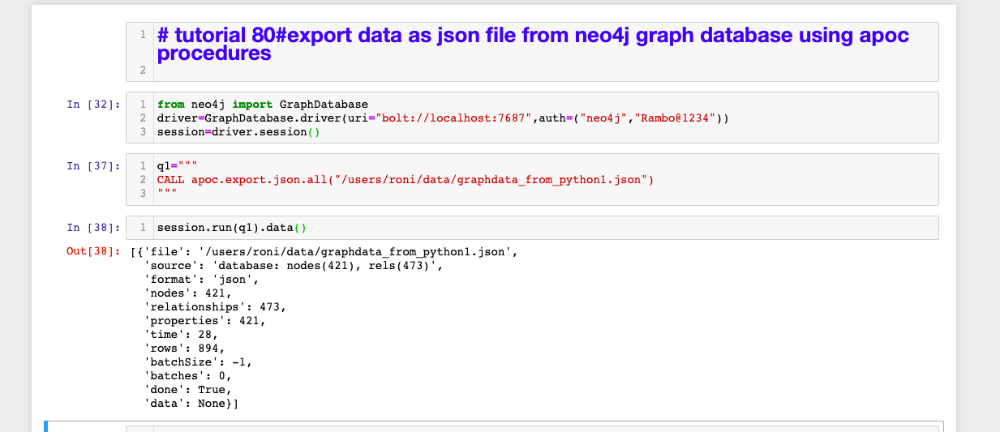 1 # tutorial 80#export data as json file from neo4j graph database using apoc
procedures
2
In [32]: 1 from neo4j import GraphDatabase
2 driver=GraphDatabase.driver(uri="bolt://localhost:7687",auth=("neo4j","Rambo@1234"))
3 session=driver.session()
In [37]: 1 q1="""
2 CALL apoc.export.json.all("/users/roni/data/graphdata_from_python1.json")
3 """
In [38]: 1 session.run(q1).data()
Out[38]: [{'file': '/users/roni/data/graphdata_from_python1.json',
'source': 'database: nodes(421), rels(473)',
'format': 'json',
'nodes': 421,
'relationships': 473,
'properties': 421,
'time': 28,
'rows': 894,
'batchSize': -1,
'batches': 0,
'done': True,
'data': None}]